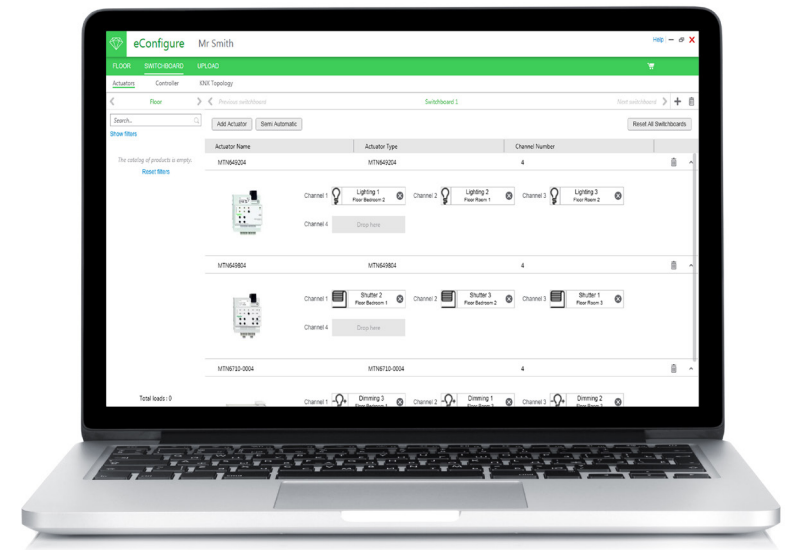 eConfigure Mr Smith Help
FLOOR SWITCHBOARD UPLOAD
Actuators Controller KNX Topology
Floor Previous switchboard Switchboard 1 Next switchboard
Search.. Add Actuator Semi Automatic Reset All Switchboards
Show filters
Actuator Name Actuator Type Channel Number
The catalog of products is empty. MTN649204 MTN649204 4
Reset filters
Channel 1 Lighting 1 Channel 2 Lighting 2 Channel 3 Lighting 3
Floor Bedroom 2 Floor Room 1 Floor Room 2
Channel 4 Drop here
MTN649804 MTN649804 4
Channel 1 Shutter 2 Channel 2 Shutter 3 Channel 3 Shutter 1
Floor Bedroom 1 Floor Bedroom 2 Floor Room 3
Channel 4 Drop here
MTN6710-0004 MTN6710-0004 4
Total loads : 0 Channel 1 Dimming 3 Channel 2 Dimming 1 Channel 3 Dimming 2